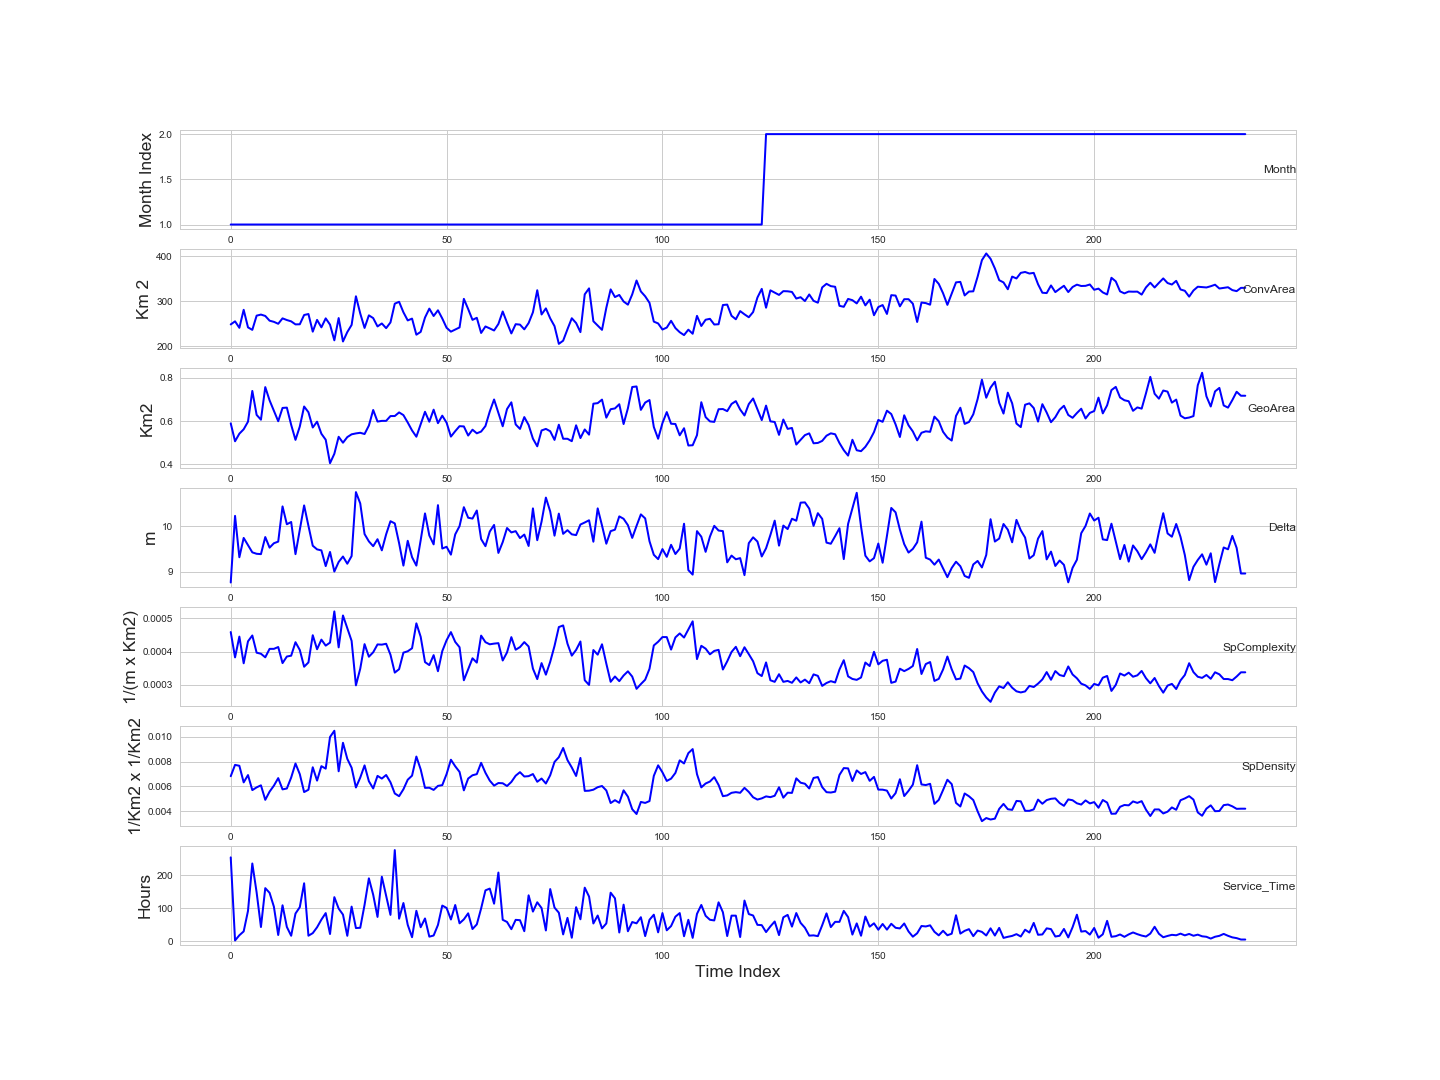 Month Index
2.0
1.5
1.0
Month
0 50 100 150 200
Km 2
400
300
200
ConvArea
0 50 100 150 200
Km2
0.8
0.6
0.4
GeoArea
0 50 100 150 200
m
10
9
Delta
0 50 100 150 200
1/(m x Km2)
0.0005
0.0004
0.0003
SpComplexity
0 50 100 150 200
1/Km2 x 1/Km2
0.010
0.008
0.006
0.004
SpDensity
0 50 100 150 200
Hours
200
100
0
Service_Time
0 50 100 150 200
Time Index